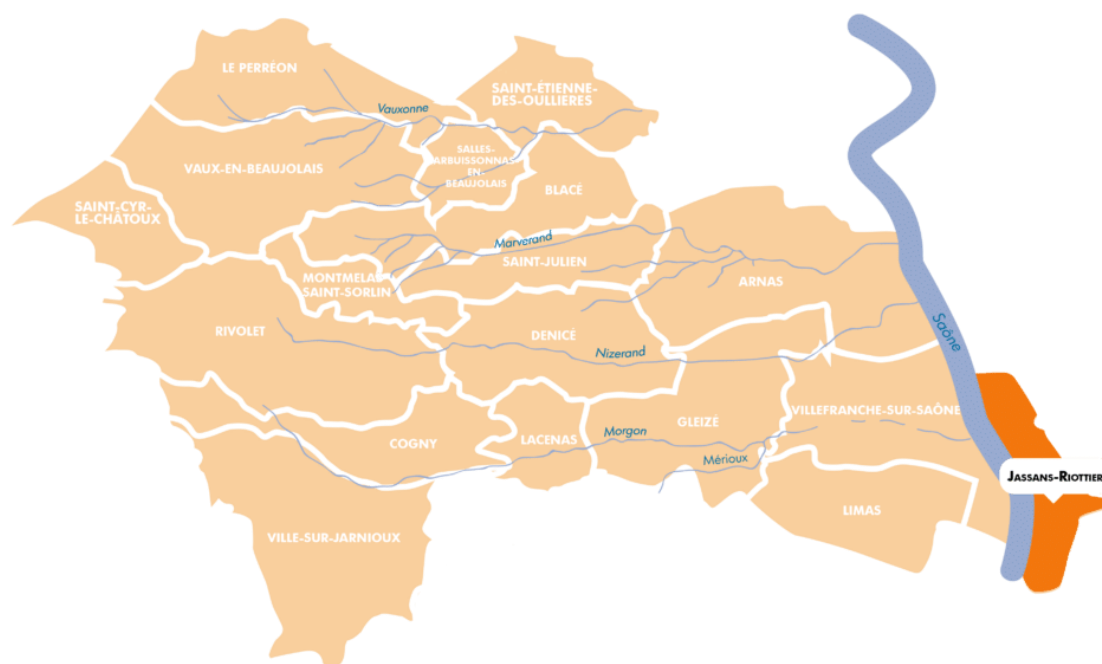 LE PERRÉON
SAINT-ÉTIENNE-
DES-OULLIERES
Vauxonne
SALLES-
ARBUISSONNAS-
EN-
BEAUJOLAIS
VAUX-EN-BEAUJOLAIS
BLACÉ
SAINT-CYR-
LE-CHÂTOUX
Marverand
SAINT-JULIEN
MONTMELAS-
SAINT-SORLIN
ARNAS
RIVOLET
DENICÉ
Saône
Nizerand
VILLEFRANCHE-SUR-SAÔNE
GLEIZÉ
Morgon
COGNY
LACENAS
Mérioux
JASSANS-RIOTTIER
LIMAS
VILLE-SUR-JARNIOUX